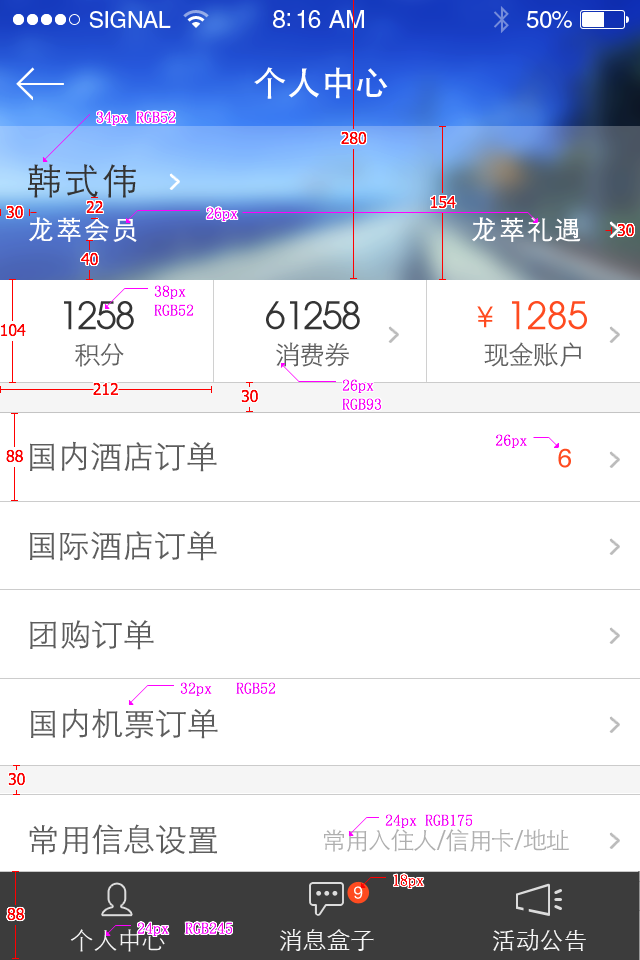 SIGNAL 8:16 AM 50%
个人中心
34px RGB52
280
韩式伟
154
30 22 26px
龙萃会员 龙萃礼遇 30
40
38px
RGB52
1258 61258 ¥ 1285
104
积分 消费券 现金账户
212 26px
30 RGB93
26px
88 国内酒店订单 6
国际酒店订单
团购订单
32px RGB52
国内机票订单
30
24px RGB175
常用信息设置 常用入住人/信用卡/地址
18px
9
88
24px RGB245
个人中心 消息盒子 活动公告